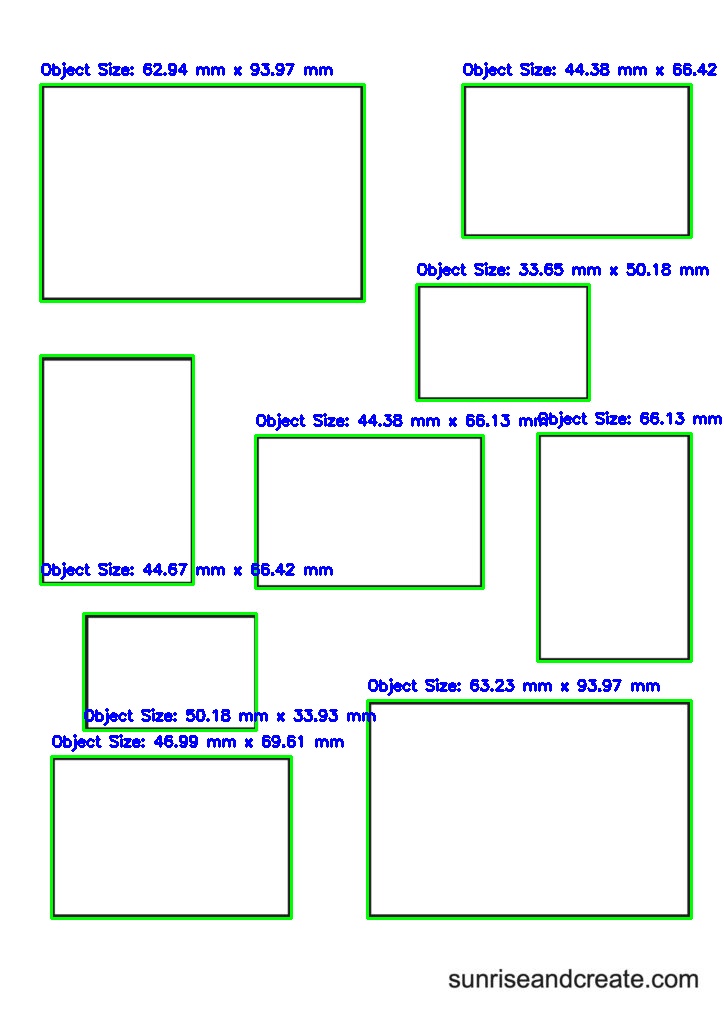 Object Size: 62.94 mm x 93.97 mm
Object Size: 44.38 mm x 66.42
Object Size: 33.65 mm x 50.18 mm
Object Size: 44.38 mm x 66.13 mm
Object Size: 66.13 mm
Object Size: 44.67 mm x 66.42 mm
Object Size: 63.23 mm x 93.97 mm
Object Size: 50.18 mm x 33.93 mm
Object Size: 46.99 mm x 69.61 mm
sunriseandcreate.com